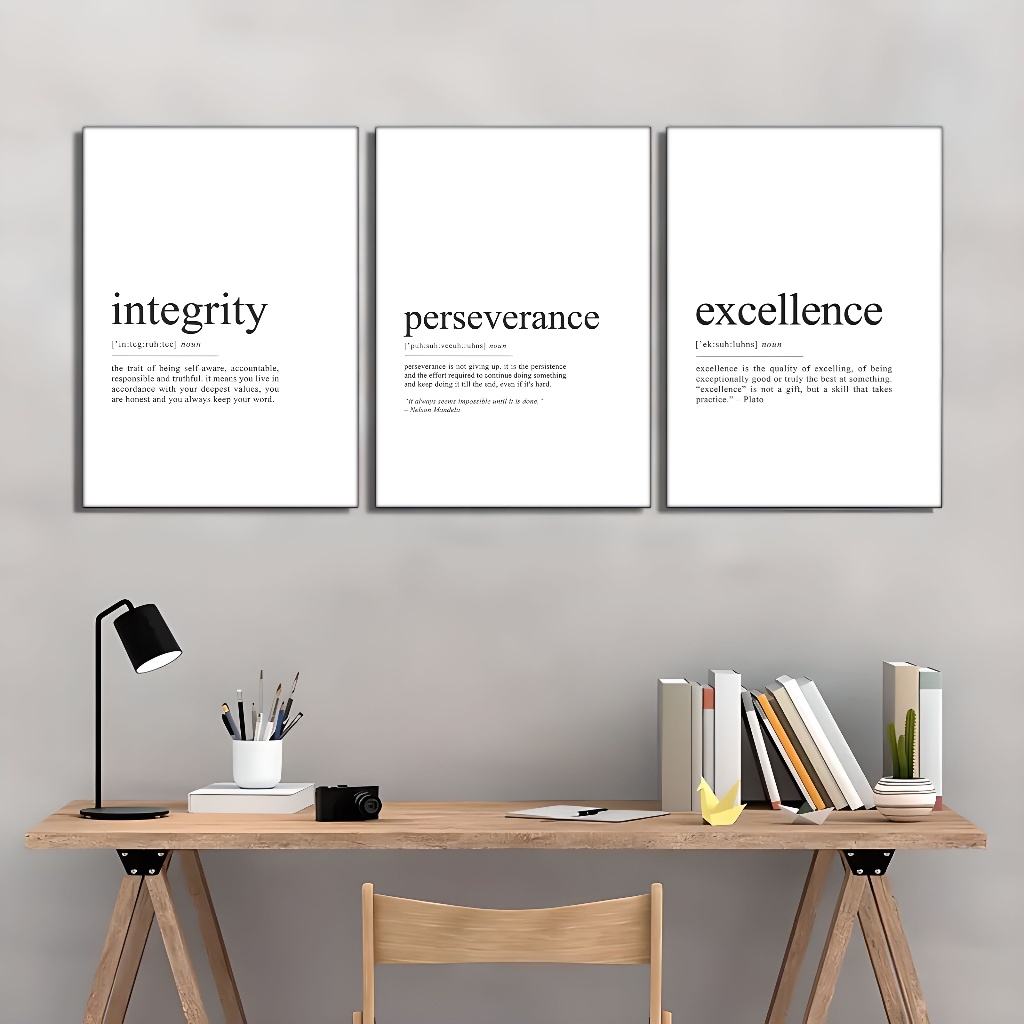 integrity
[ˈin:teg:ruh:tee] noun
the trait of being self-aware, accountable,
responsible and truthful. it means you live in
accordance with your deepest values, you
are honest and you always keep your word.
perseverance
[ˈpuh:suh:veeuh:ruhns] noun
perseverance is not giving up. it is the persistence
and the effort required to continue doing something
and keep doing it till the end, even if it's hard.
"it always seems impossible until it is done."
– Nelson Mandela
excellence
[ˈek:suh:luhns] noun
excellence is the quality of excelling, of being
exceptionally good or truly the best at something.
“excellence” is not a gift, but a skill that takes
practice.” – Plato